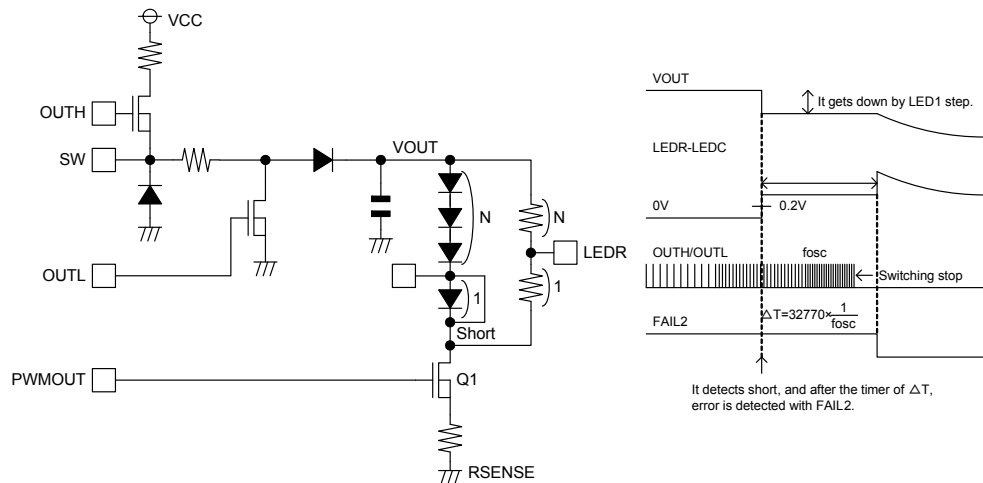 VCC
OUTH
SW
OUTL
PWMOUT
VOUT
N
1
Short
Q1
RSENSE
N
LEDR
1
VOUT
It gets down by LED1 step.
LEDR-LEDC
0V
0.2V
OUTH/OUTL
fosc
Switching stop
△T=32770× 1
fosc
FAIL2
It detects short, and after the timer of △T,
error is detected with FAIL2.